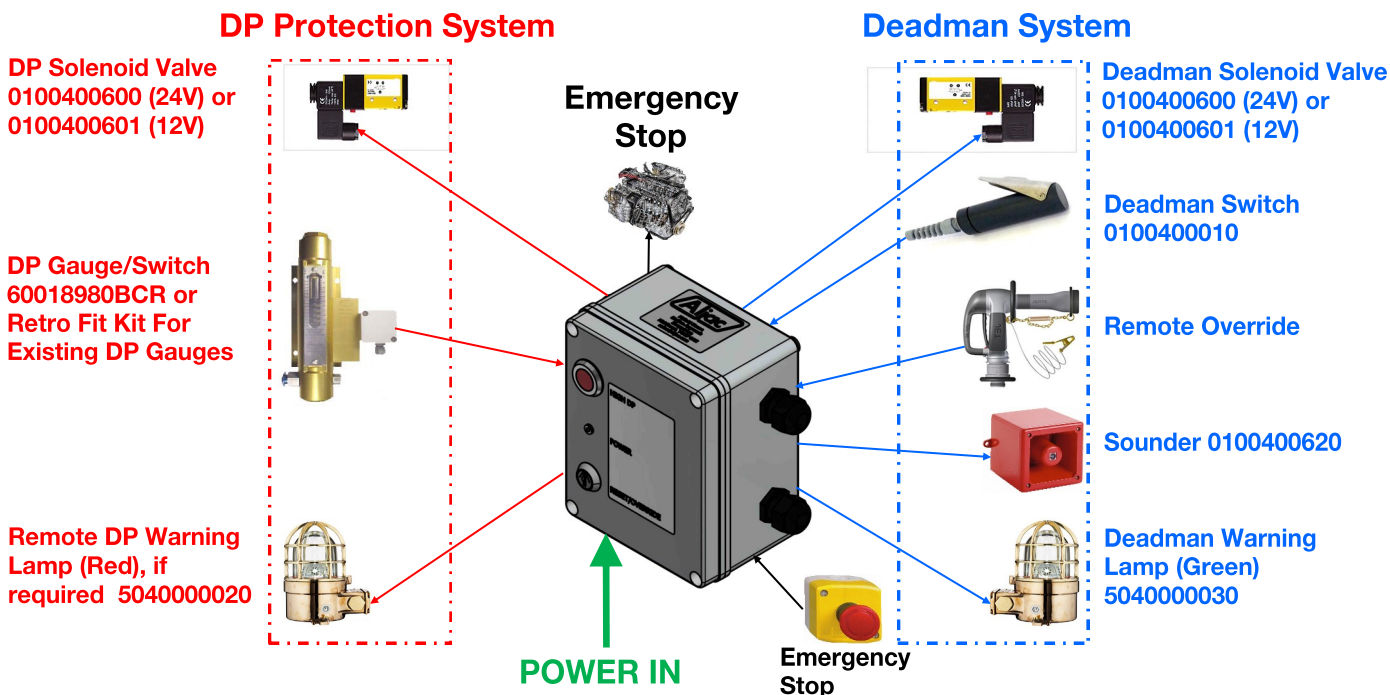 DP Protection System
Deadman System
DP Solenoid Valve
0100400600 (24V) or
0100400601 (12V)
DP Gauge/Switch
60018980BCR or
Retro Fit Kit For
Existing DP Gauges
Remote DP Warning
Lamp (Red), if
required 5040000020
Emergency
Stop
Aljac
HIGH DP
POWER
RESET/OVERRIDE
POWER IN
Emergency
Stop
Deadman Solenoid Valve
0100400600 (24V) or
0100400601 (12V)
Deadman Switch
0100400010
Remote Override
Sounder 0100400620
Deadman Warning
Lamp (Green)
5040000030